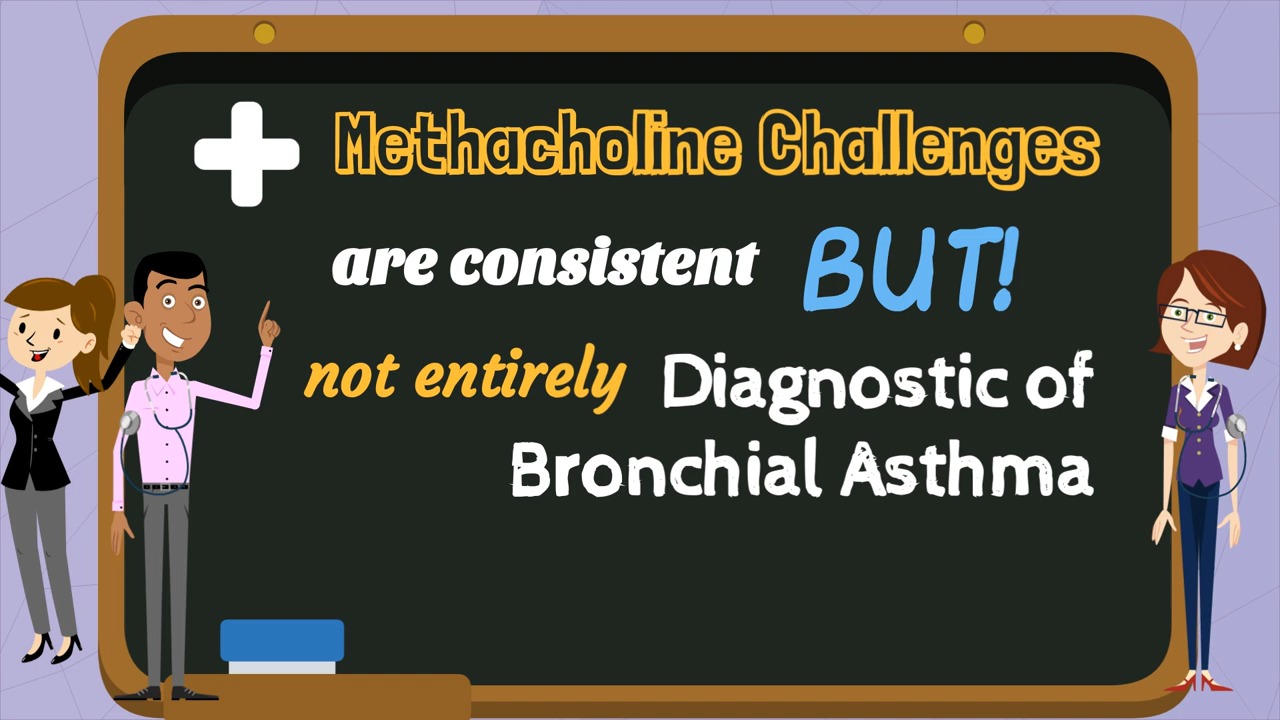 + Methacholine Challenges
are consistent BUT!
not entirely Diagnostic of
Bronchial Asthma